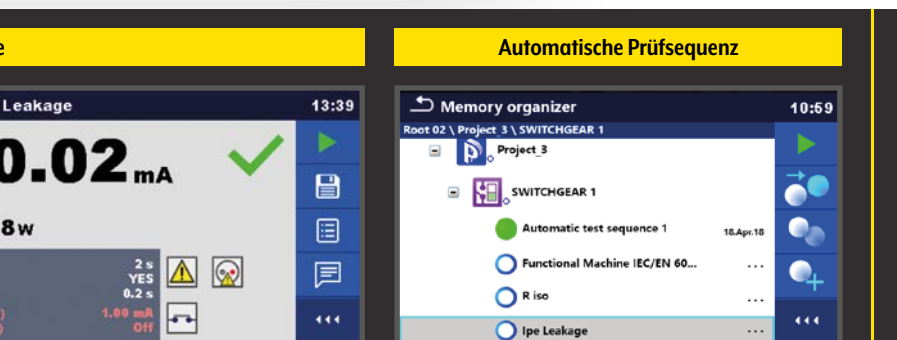 e
Automatische Prüfsequenz
Leakage
13:39
0.02 mA
8w
2 s
YES
0.2 s
1.00 mA
Off
Memory organizer
10:59
Root 02 \ Project_3 \ SWITCHGEAR 1
Project_3
SWITCHGEAR 1
Automatic test sequence 1
18.Apr.18
Functional Machine IEC/EN 60...
...
R iso
...
Ipe Leakage
...